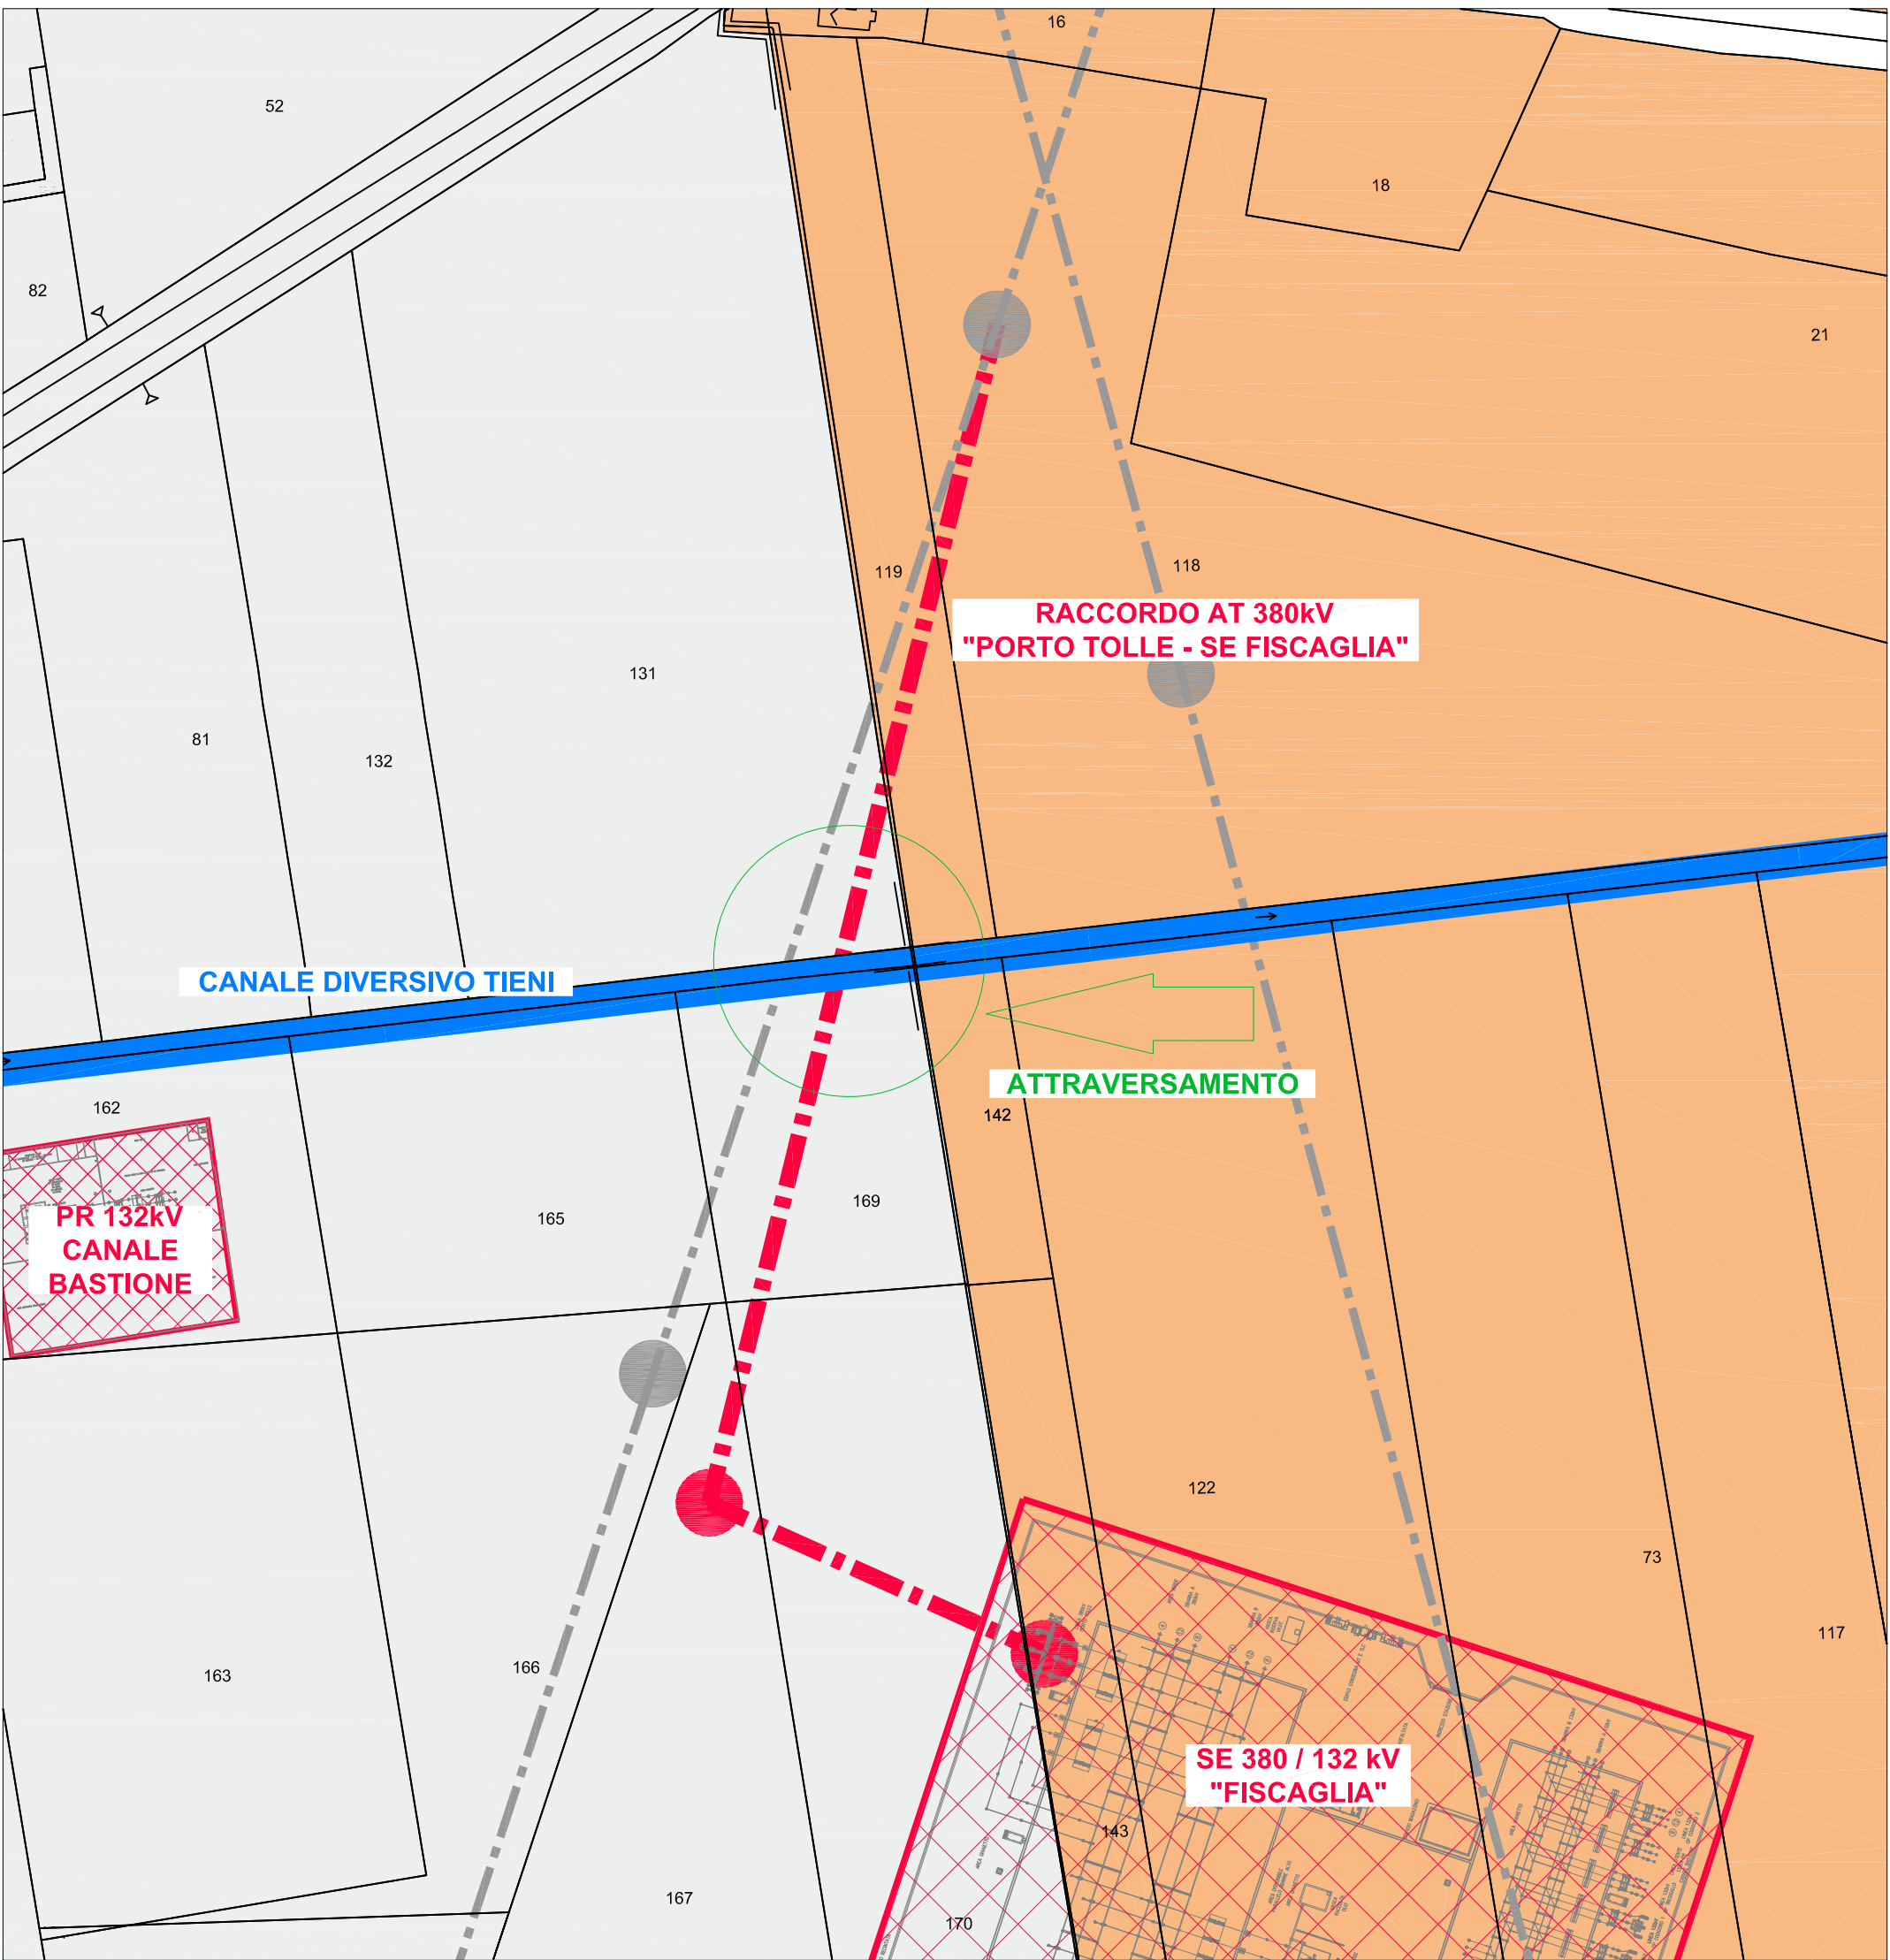 16
52
18
82
21
119
118
RACCORDO AT 380kV
"PORTO TOLLE - SE FISCAGLIA"
131
81
132
CANALE DIVERSIVO TIENI
ATTRAVERSAMENTO
162
142
PR 132kV
CANALE
BASTIONE
165
169
122
73
117
163
166
SE 380 / 132 kV
"FISCAGLIA"
143
167
170